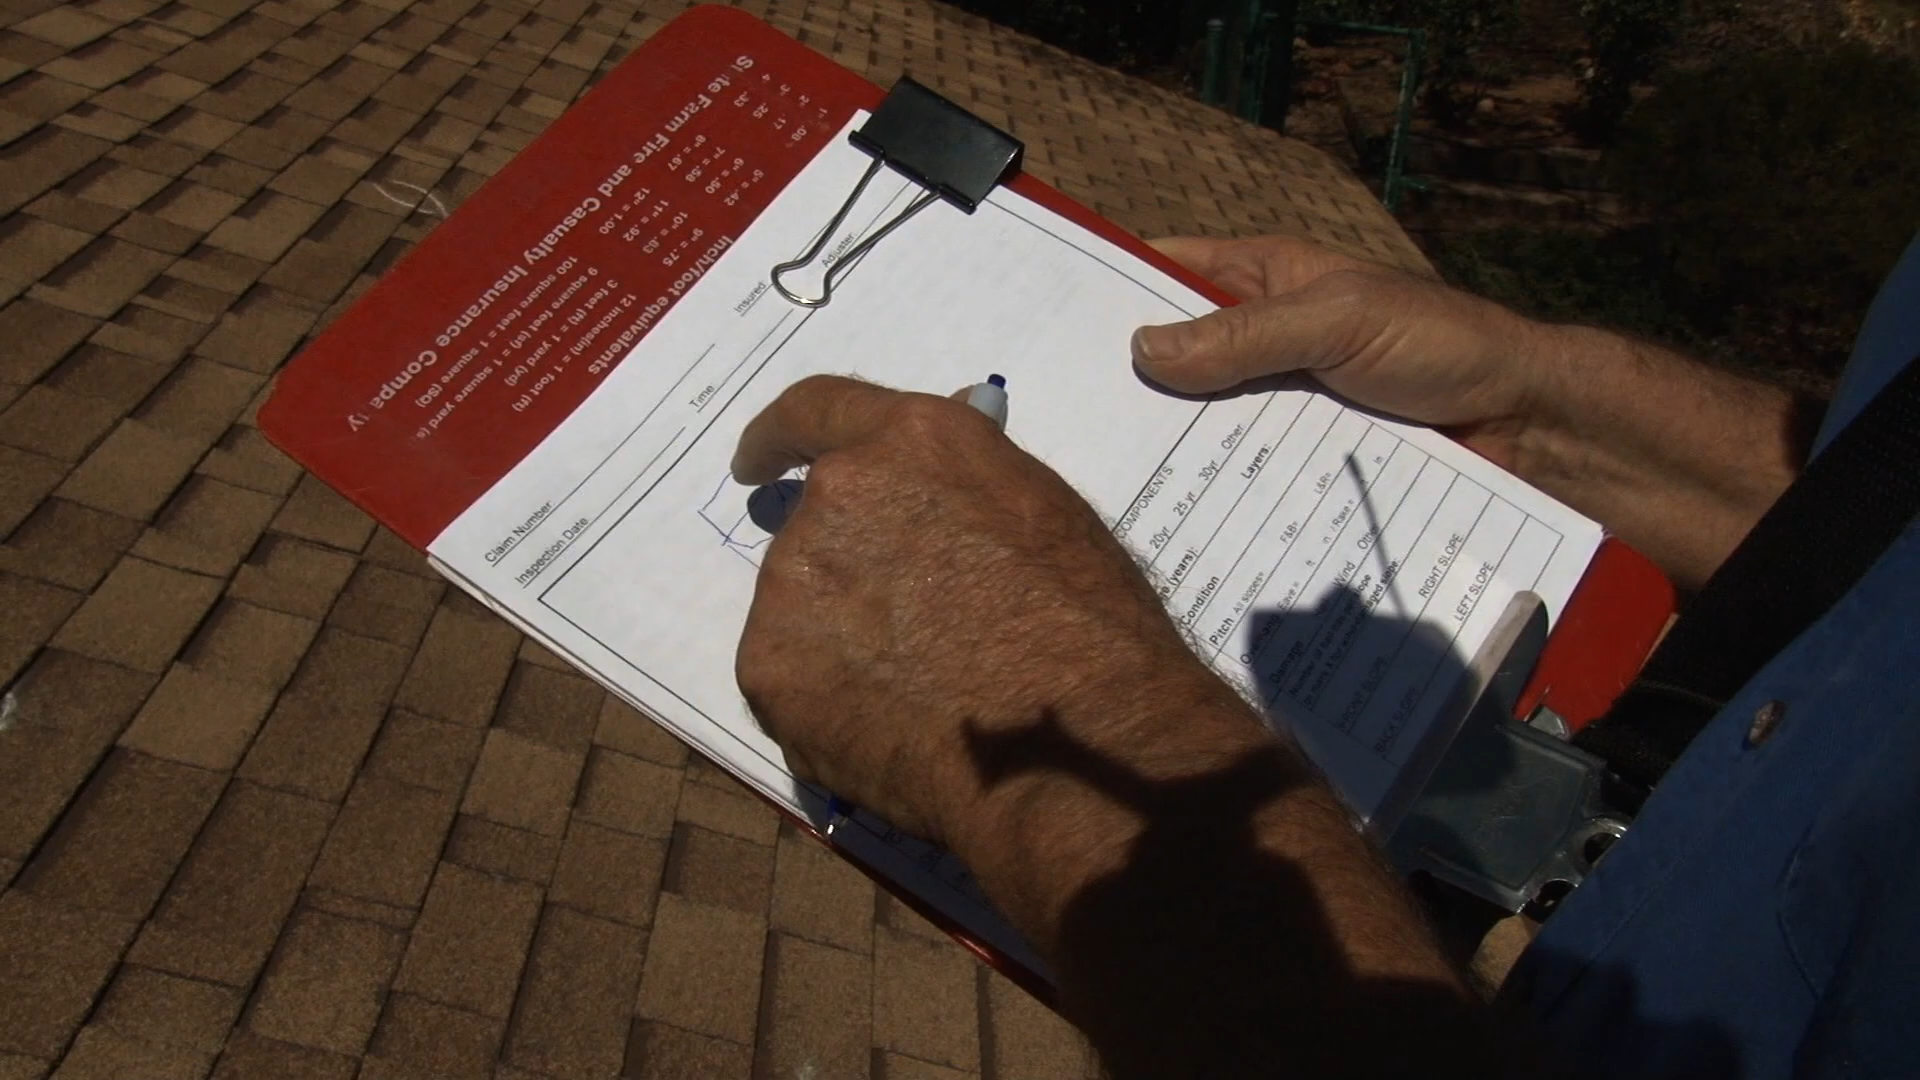 State Farm Fire and Casualty Insurance Company
Inch/foot equivalents
1" = .08
2" = .17
3" = .25
4" = .33
5" = .42
6" = .50
7" = .58
8" = .67
9" = .75
10" = .83
11" = .92
12" = 1.00
12 inches(in) = 1 foot (ft)
3 feet (ft) = 1 yard (yd)
9 square feet (sf) = 1 square yard (s
100 square feet = 1 square (sq)
Claim Number
Insured
Inspection Date
Time
Adjuster:
COMPONENTS
20yr 25 yr 30yr Other
(years): Layers:
Condition
Pitch All slopes= F&B= L&R=
Eave = ft in / Rake = in
Damage Wind Other
RIGHT SLOPE
FRONT SLOPE
LEFT SLOPE
BACK SLOPE